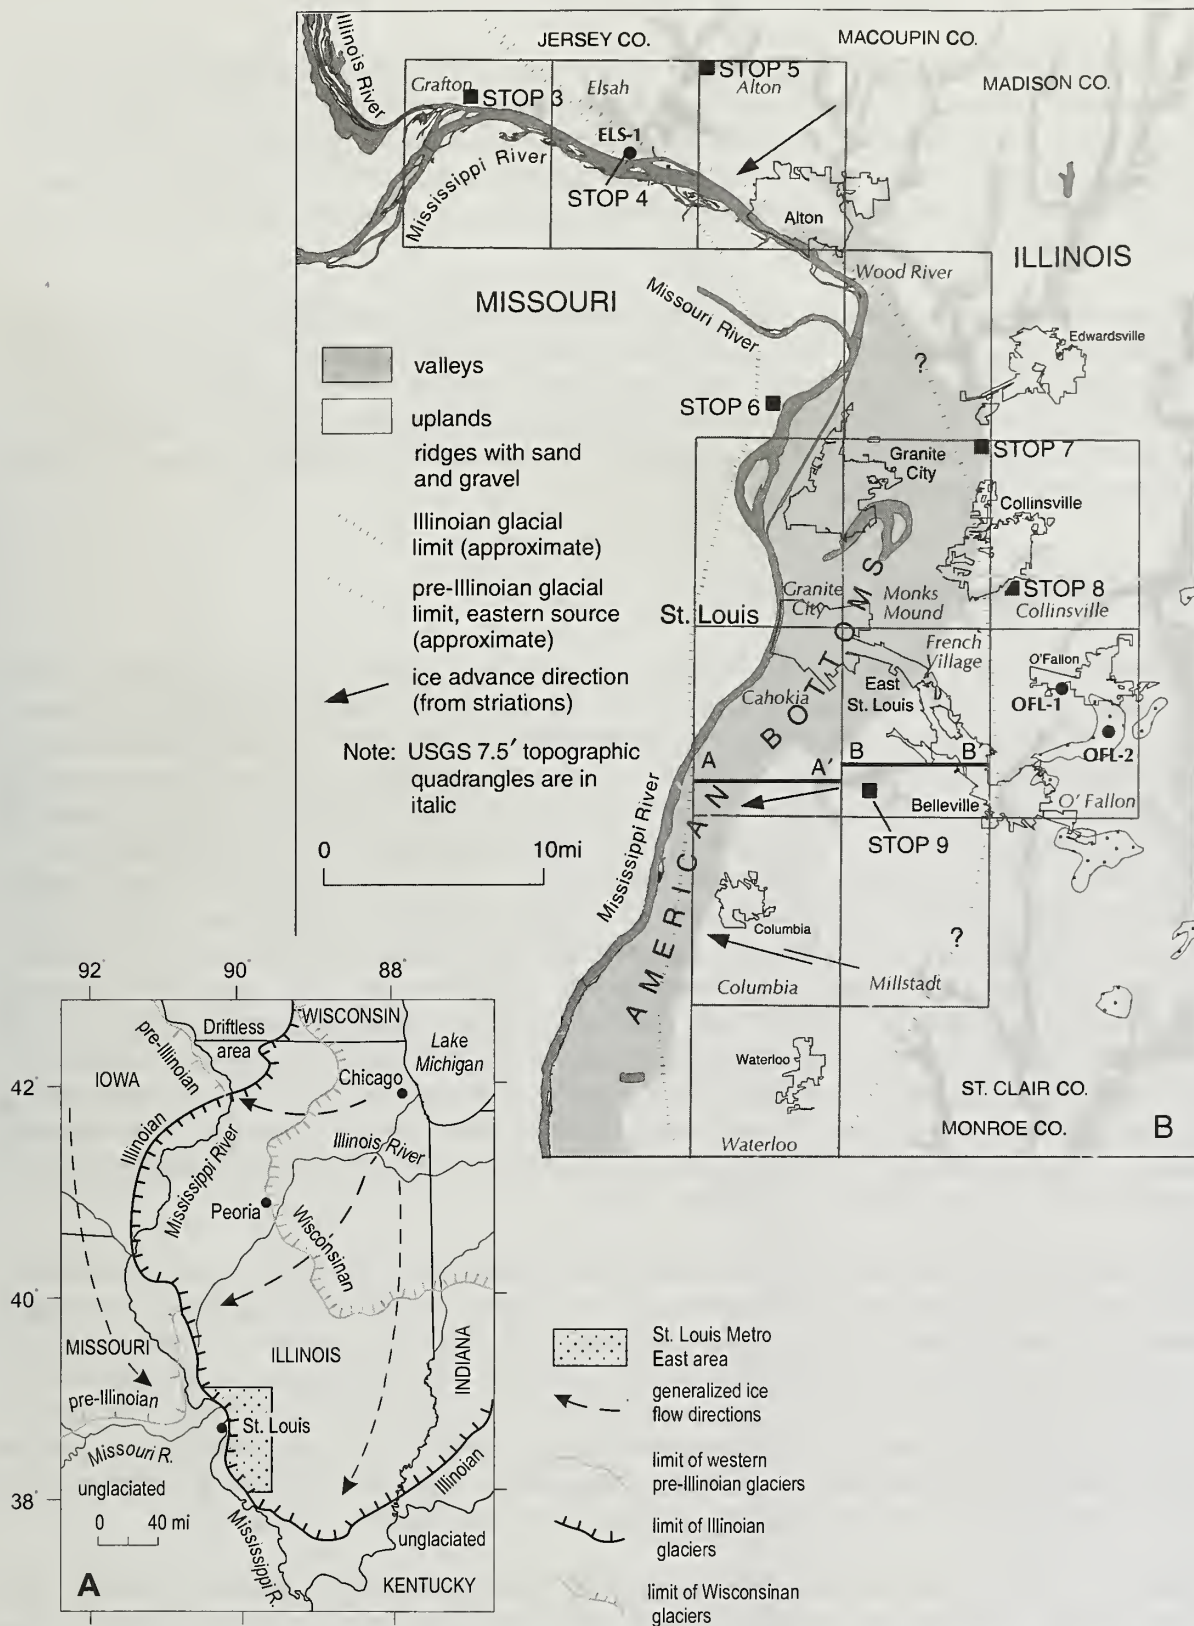 JERSEY CO.
MACOUPIN CO.
MADISON CO.
Illinois River
Grafton
STOP 3
Elsah
STOP 5
Alton
ELS-1
Mississippi River
STOP 4
Alton
Wood River
ILLINOIS
MISSOURI
Missouri River
Edwardsville
?
STOP 6
valleys
uplands
ridges with sand
and gravel
Illinoian glacial
limit (approximate)
pre-Illinoian glacial
limit, eastern source
(approximate)
ice advance direction
(from striations)
Note: USGS 7.5′ topographic
quadrangles are in
italic
0 10mi
Granite
City
STOP 7
Collinsville
STOP 8
Collinsville
Granite
City
Monks
Mound
St. Louis
French
Village
O'Fallon
OFL-1
OFL-2
East
St. Louis
Cahokia
A A′
B B′
AMERICAN BOTTOMS
Belleville
O' Fallon
STOP 9
Mississippi River
Columbia
?
Columbia
Millstadt
Waterloo
Waterloo
ST. CLAIR CO.
MONROE CO.
B
92°
90°
88°
42°
40°
38°
WISCONSIN
Driftless
area
Lake
Michigan
pre-Illinoian
IOWA
Chicago
Illinoian
Mississippi River
Illinois River
Peoria
Wisconsinan
MISSOURI
ILLINOIS
INDIANA
pre-Illinoian
St. Louis
Missouri R.
unglaciated
0 40 mi
Illinoian
unglaciated
Mississippi R.
KENTUCKY
A
St. Louis Metro
East area
generalized ice
flow directions
limit of western
pre-Illinoian glaciers
limit of Illinoian
glaciers
limit of Wisconsinan
glaciers